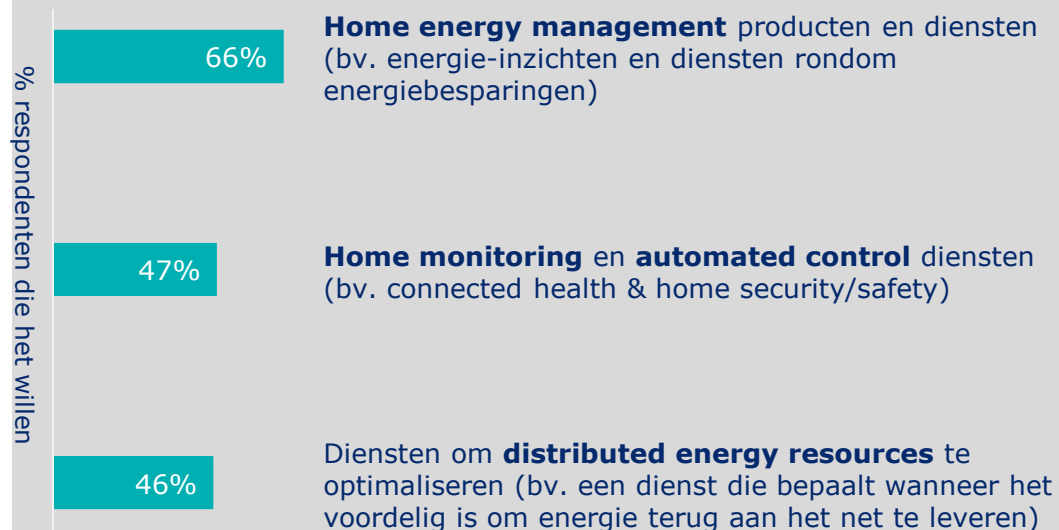 % respondenten die het willen
66%
Home energy management producten en diensten
(bv. energie-inzichten en diensten rondom
energiebesparingen)
47%
Home monitoring en automated control diensten
(bv. connected health & home security/safety)
46%
Diensten om distributed energy resources te
optimaliseren (bv. een dienst die bepaalt wanneer het
voordelig is om energie terug aan het net te leveren)